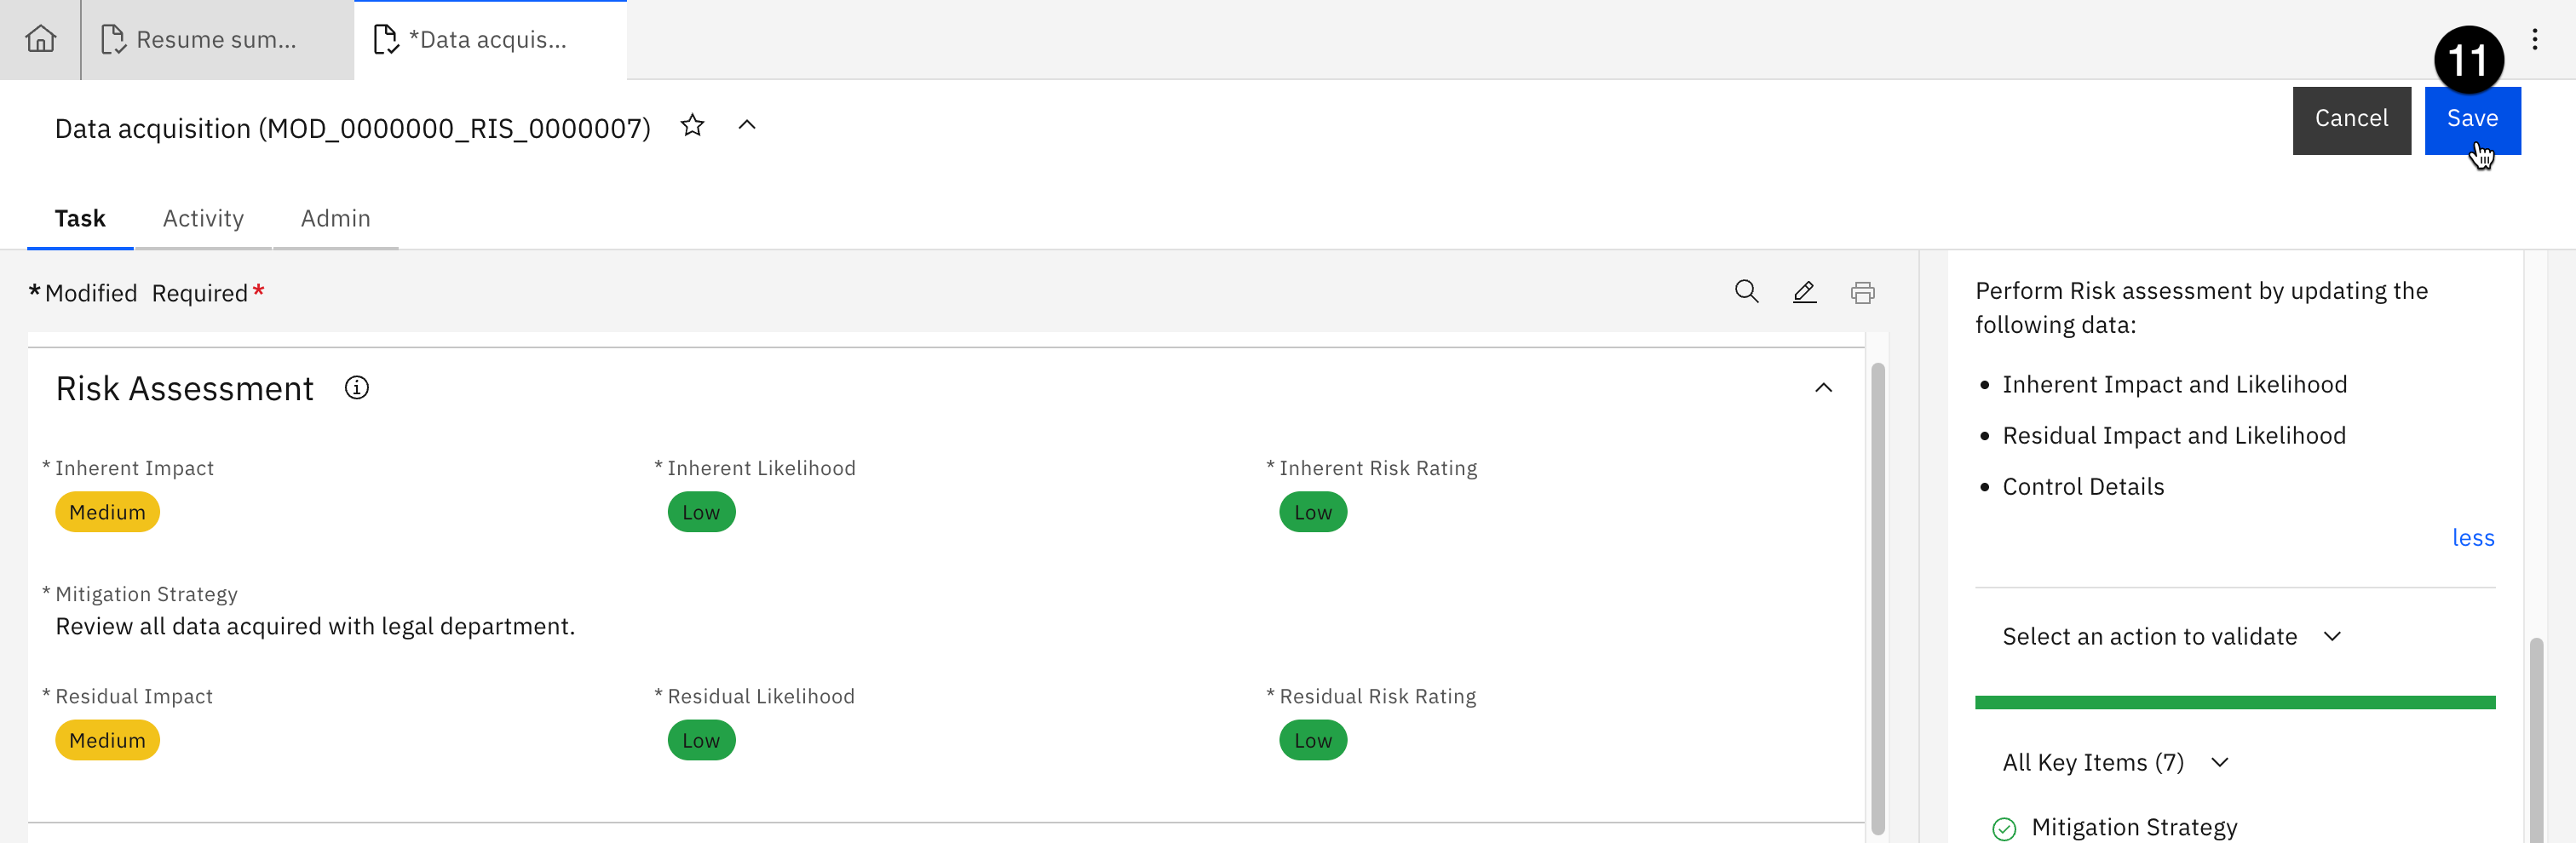 Resume sum...
*Data acquis...
11
Data acquisition (MOD_0000000_RIS_0000007)
Cancel
Save
Task
Activity
Admin
*Modified Required*
Risk Assessment
* Inherent Impact
* Inherent Likelihood
* Inherent Risk Rating
Medium
Low
Low
* Mitigation Strategy
Review all data acquired with legal department.
* Residual Impact
* Residual Likelihood
* Residual Risk Rating
Medium
Low
Low
Perform Risk assessment by updating the
following data:
• Inherent Impact and Likelihood
• Residual Impact and Likelihood
• Control Details
less
Select an action to validate
All Key Items (7)
Mitigation Strategy